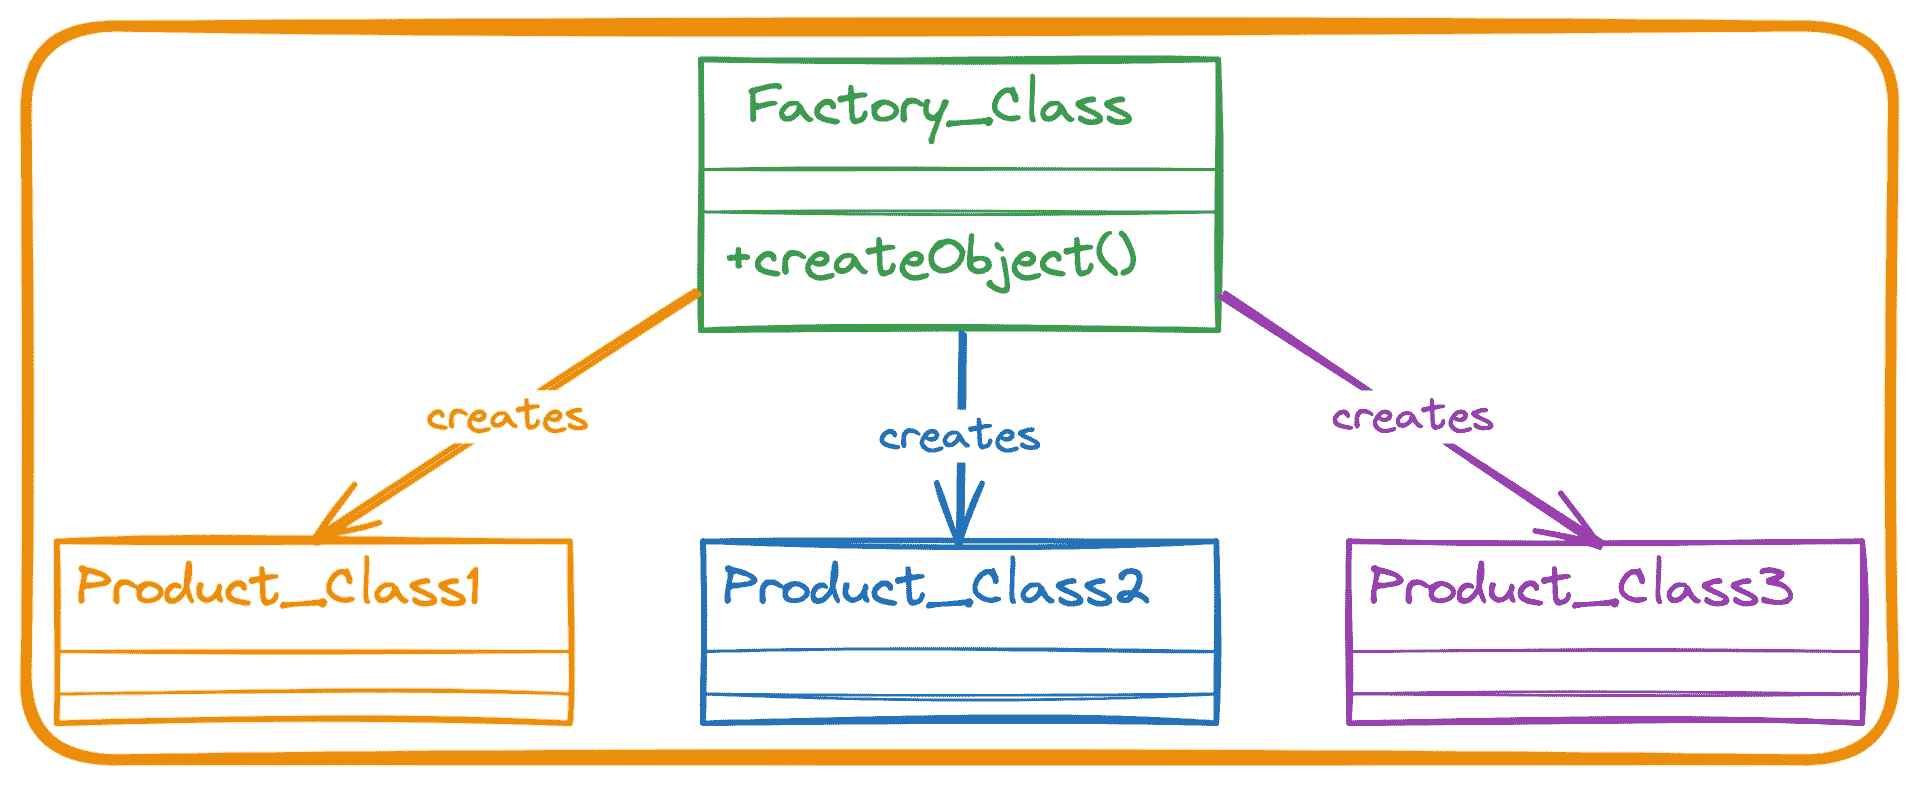 Factory_Class
+createObject()
creates
creates
creates
Product_Class1
Product_Class2
Product_Class3